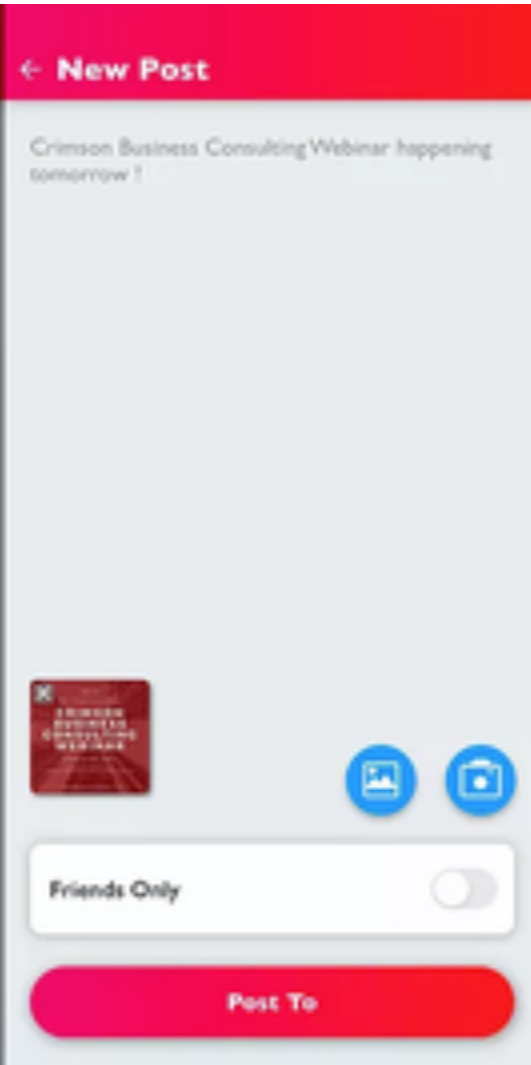 New Post
Crimson Business Consulting Webinar happening
tomorrow !
CRIMSON
BUSINESS
CONSULTING
WEBINAR
Friends Only
Post To